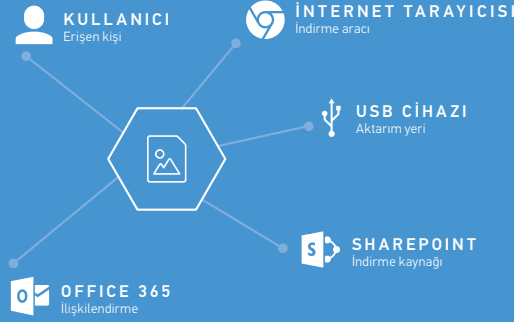 KULLANICI
Erişen kişi
İNTERNET TARAYICISI
İndirme aracı
USB CİHAZI
Aktarım yeri
S
SHAREPOINT
İndirme kaynağı
O
OFFICE 365
İlişkilendirme